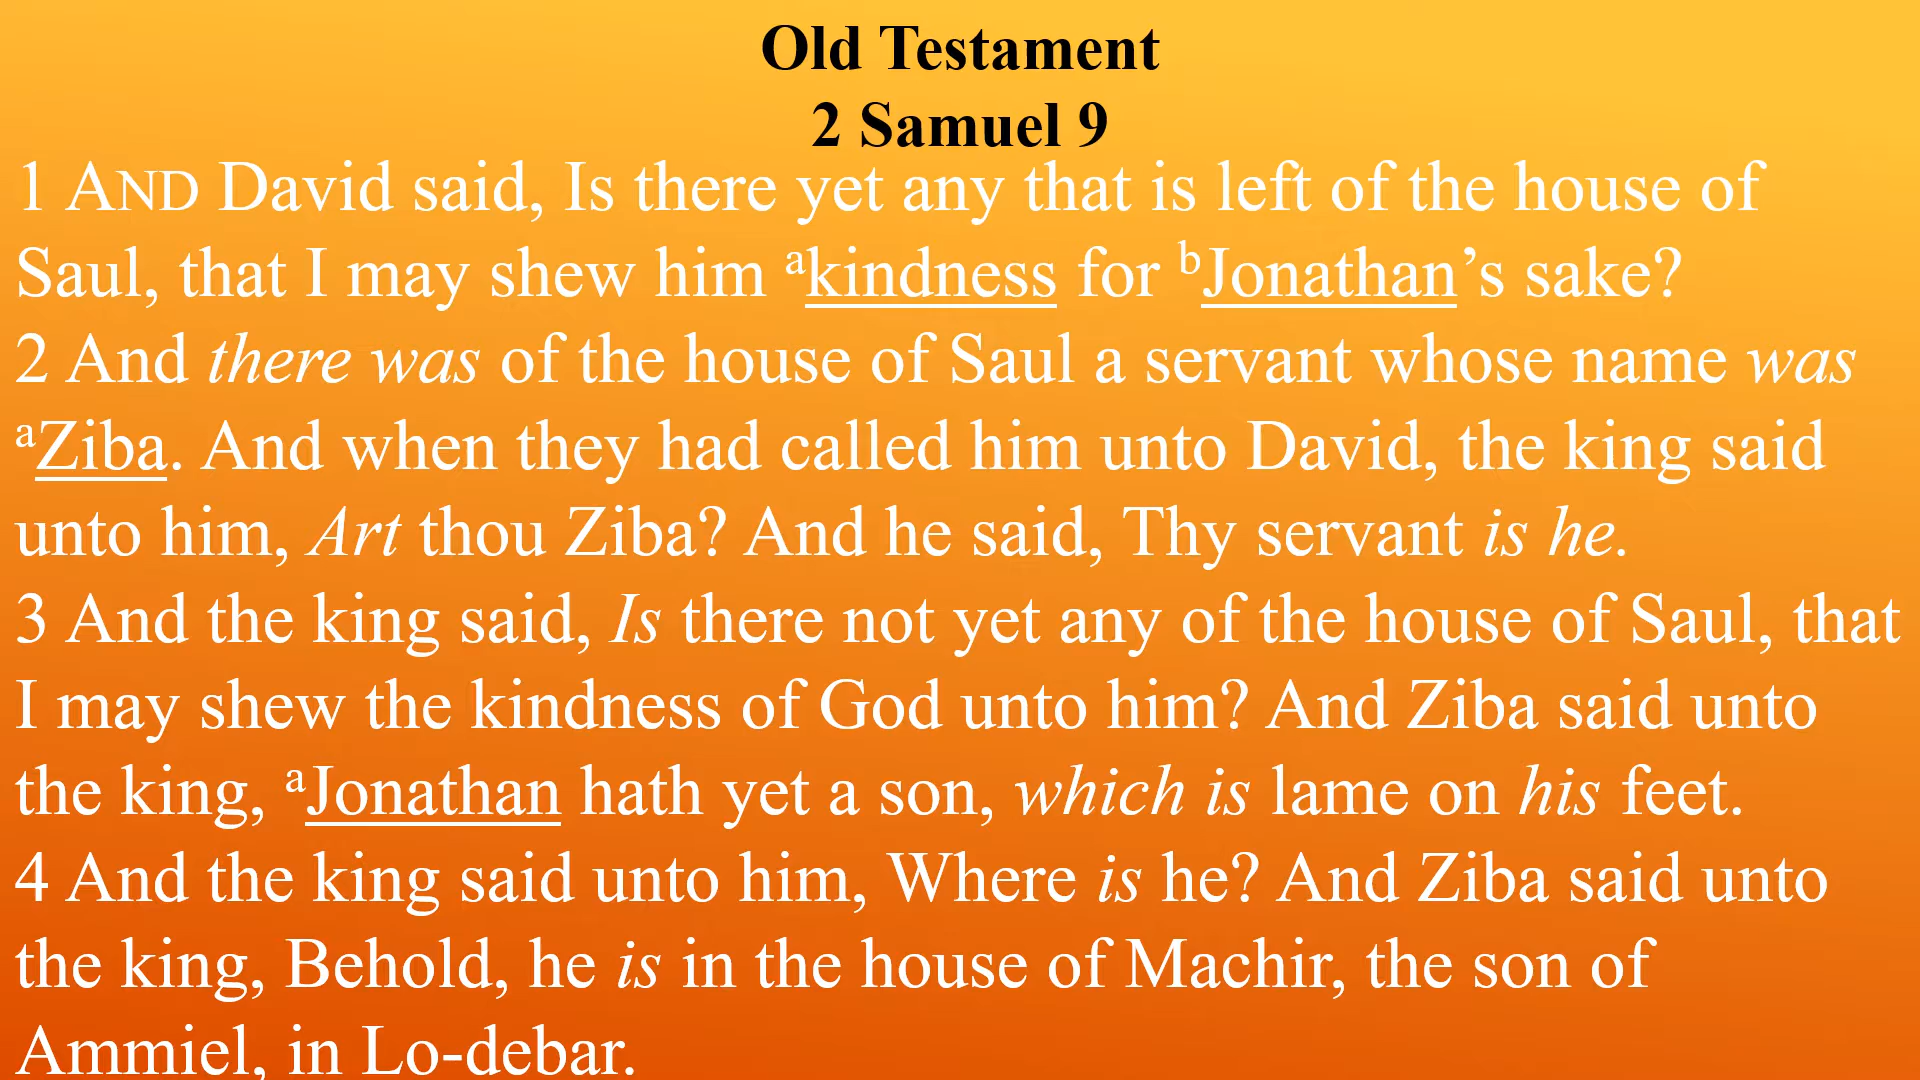 Old Testament
2 Samuel 9
1 AND David said, Is there yet any that is left of the house of
Saul, that I may shew him akindness for bJonathan’s sake?
2 And there was of the house of Saul a servant whose name was
aZiba. And when they had called him unto David, the king said
unto him, Art thou Ziba? And he said, Thy servant is he.
3 And the king said, Is there not yet any of the house of Saul, that
I may shew the kindness of God unto him? And Ziba said unto
the king, aJonathan hath yet a son, which is lame on his feet.
4 And the king said unto him, Where is he? And Ziba said unto
the king, Behold, he is in the house of Machir, the son of
Ammiel, in Lo-debar.